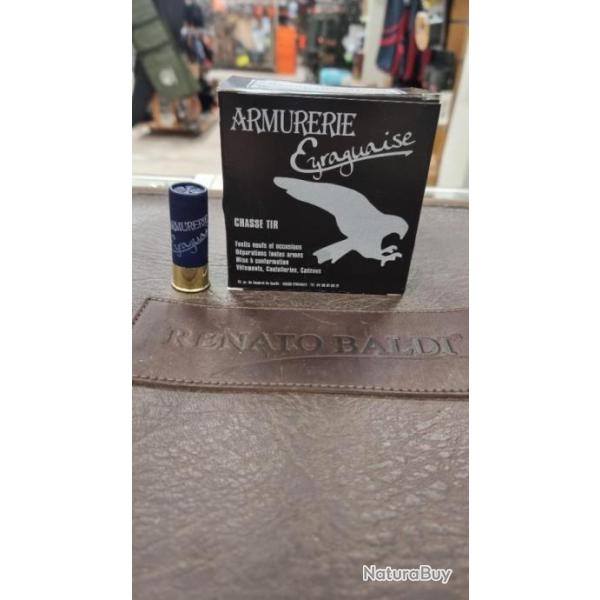 ARMURERIE
Eyraguaise
CHASSE TIR
Fusils neufs et occasions
Réparations toutes armes
Mise à conformation
Vêtements, Coutelleries, Cadeaux
ARMURERIE
Eyraguaise
RENATO BALDI
NaturaBuy